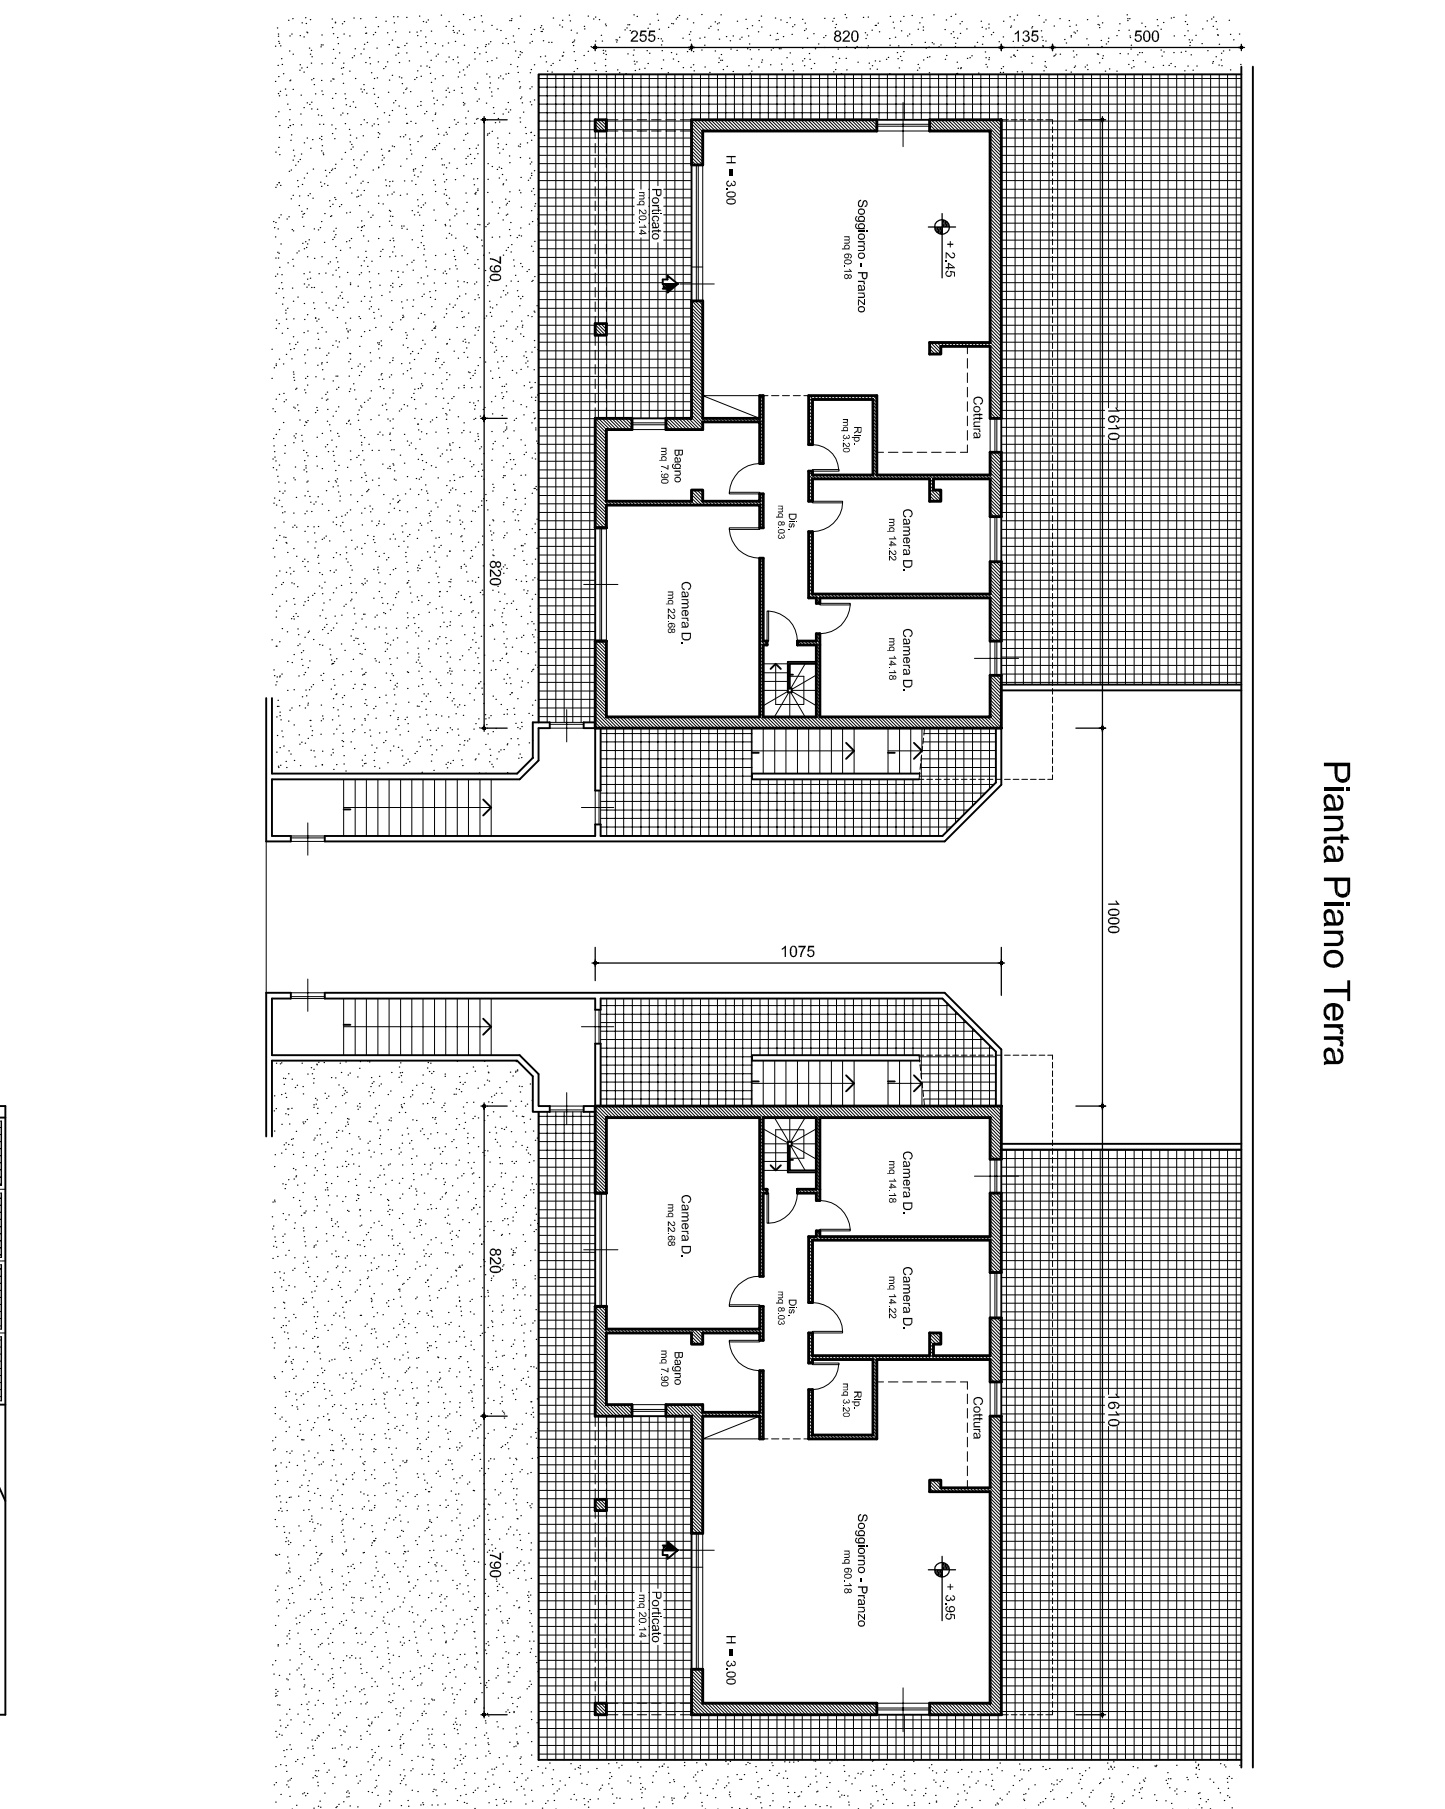 Pianta Piano Terra
255
820
135
500
1610
1000
1610
1075
790
820
820
790
+ 2.45
Soggiorno - Pranzo
mq 60.18
H = 3.00
Porticato
mq 20.14
Cottura
Rip.
mq 3.20
Bagno
mq 7.90
Dis.
mq 8.03
Camera D.
mq 14.22
Camera D.
mq 14.18
Camera D.
mq 22.68
Camera D.
mq 14.18
Camera D.
mq 22.68
Camera D.
mq 14.22
Dis.
mq 8.03
Bagno
mq 7.90
Rip.
mq 3.20
Cottura
+ 3.95
Soggiorno - Pranzo
mq 60.18
H = 3.00
Porticato
mq 20.14